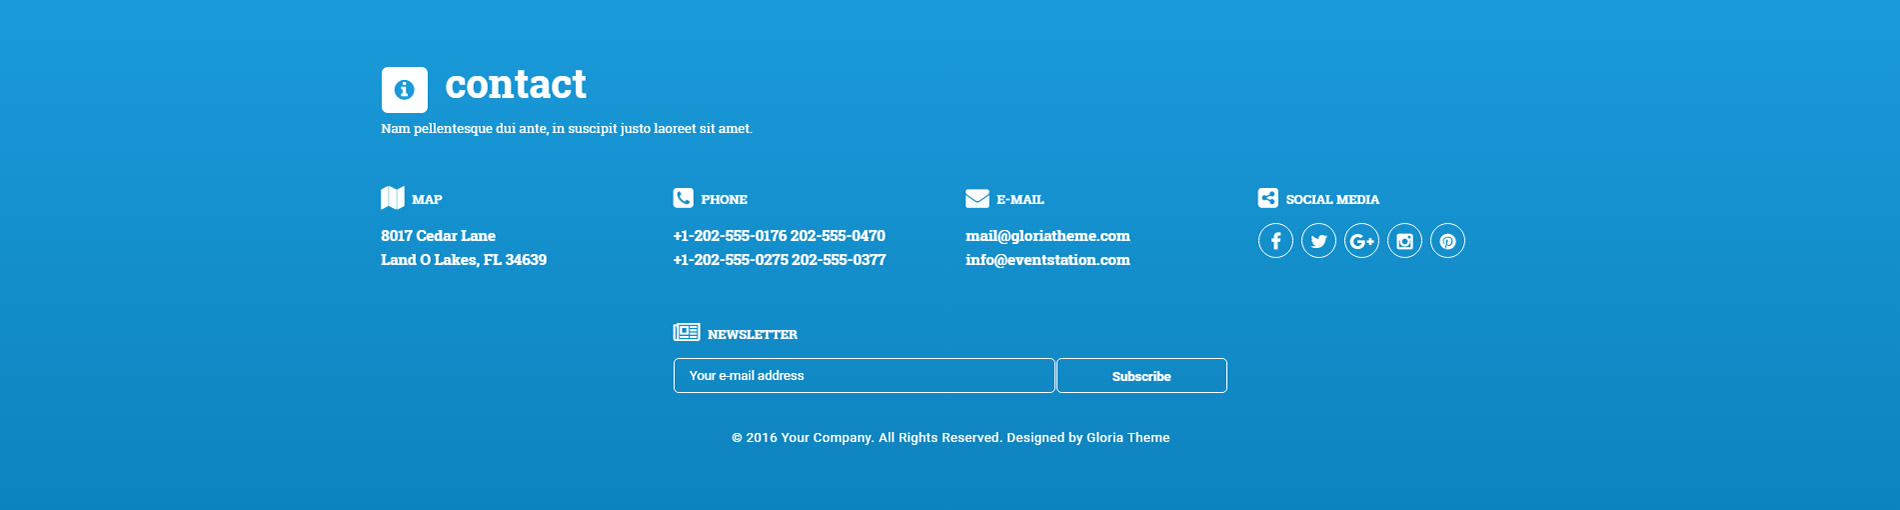 contact
Nam pellentesque dui ante, in suscipit justo laoreet sit amet.
MAP
8017 Cedar Lane
Land O Lakes, FL 34639
PHONE
+1-202-555-0176 202-555-0470
+1-202-555-0275 202-555-0377
E-MAIL
mail@gloriatheme.com
info@eventstation.com
SOCIAL MEDIA
NEWSLETTER
Your e-mail address
Subscribe
© 2016 Your Company. All Rights Reserved. Designed by Gloria Theme